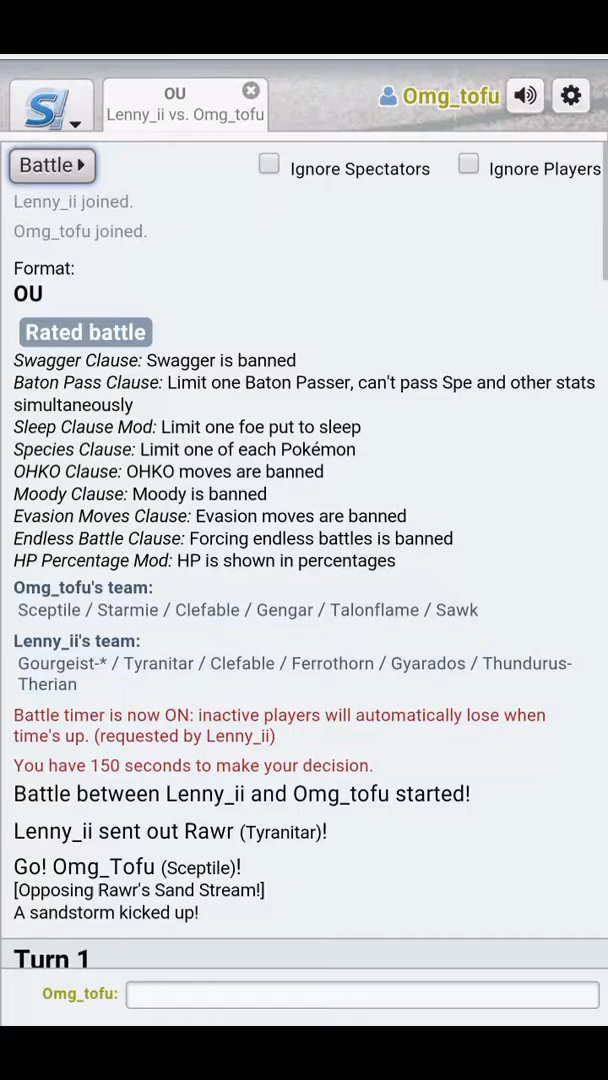 OU
Lenny_ii vs. Omg_tofu
Omg_tofu
Battle
Ignore Spectators
Ignore Players
Lenny_ii joined.
Omg_tofu joined.
Format:
OU
Rated battle
Swagger Clause: Swagger is banned
Baton Pass Clause: Limit one Baton Passer, can't pass Spe and other stats
simultaneously
Sleep Clause Mod: Limit one foe put to sleep
Species Clause: Limit one of each Pokémon
OHKO Clause: OHKO moves are banned
Moody Clause: Moody is banned
Evasion Moves Clause: Evasion moves are banned
Endless Battle Clause: Forcing endless battles is banned
HP Percentage Mod: HP is shown in percentages
Omg_tofu's team:
Sceptile / Starmie / Clefable / Gengar / Talonflame / Sawk
Lenny_ii's team:
Gourgeist-* / Tyranitar / Clefable / Ferrothorn / Gyarados / Thundurus-
Therian
Battle timer is now ON: inactive players will automatically lose when
time's up. (requested by Lenny_ii)
You have 150 seconds to make your decision.
Battle between Lenny_ii and Omg_tofu started!
Lenny_ii sent out Rawr (Tyranitar)!
Go! Omg_Tofu (Sceptile)!
[Opposing Rawr's Sand Stream!]
A sandstorm kicked up!
Turn 1
Omg_tofu: